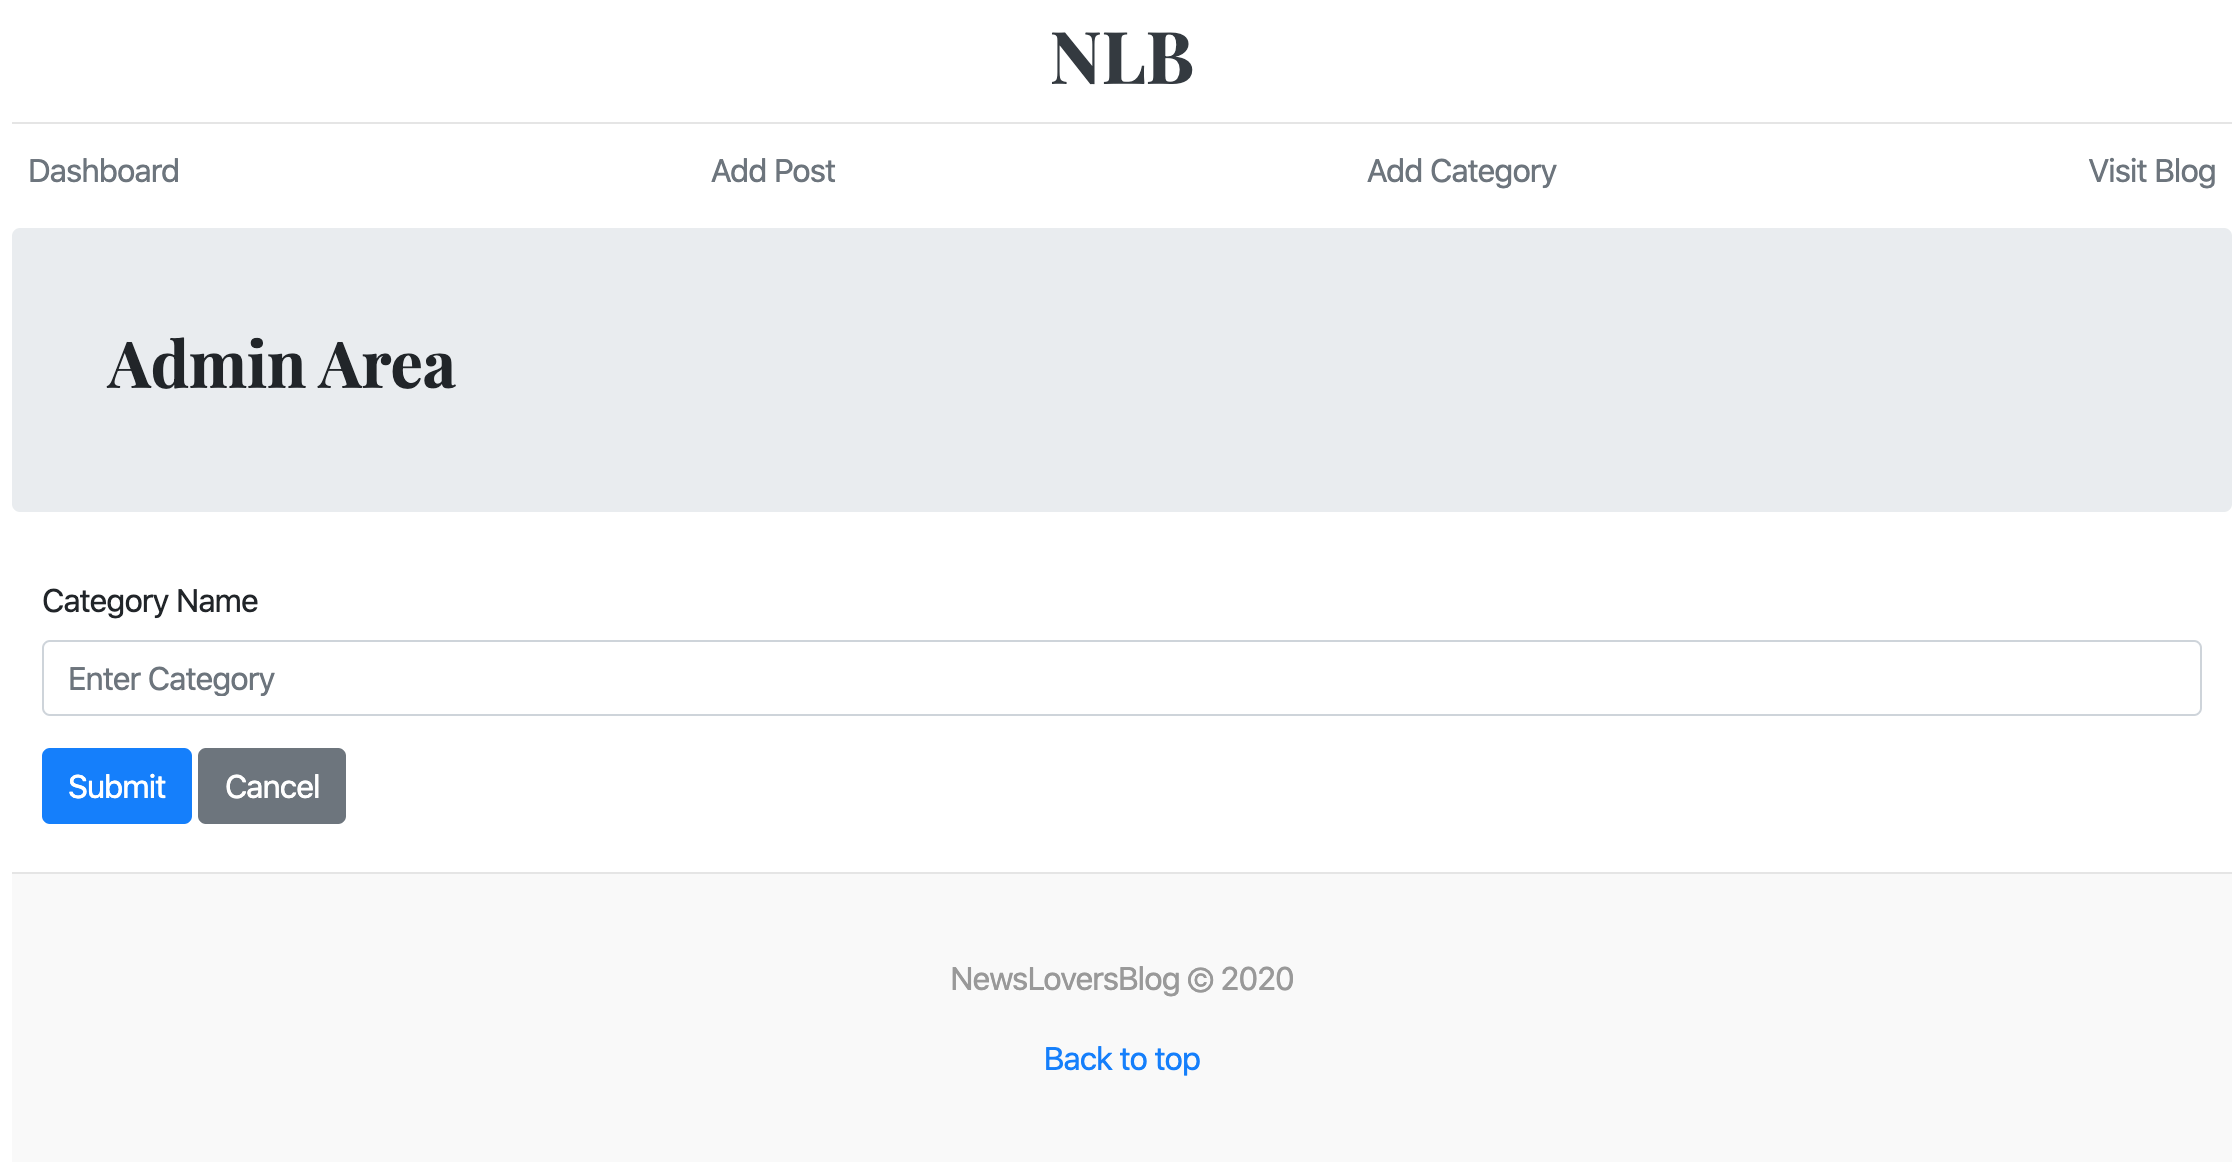 NLB
Dashboard Add Post Add Category Visit Blog
Admin Area
Category Name
Enter Category
Submit Cancel
NewsLoversBlog © 2020
Back to top